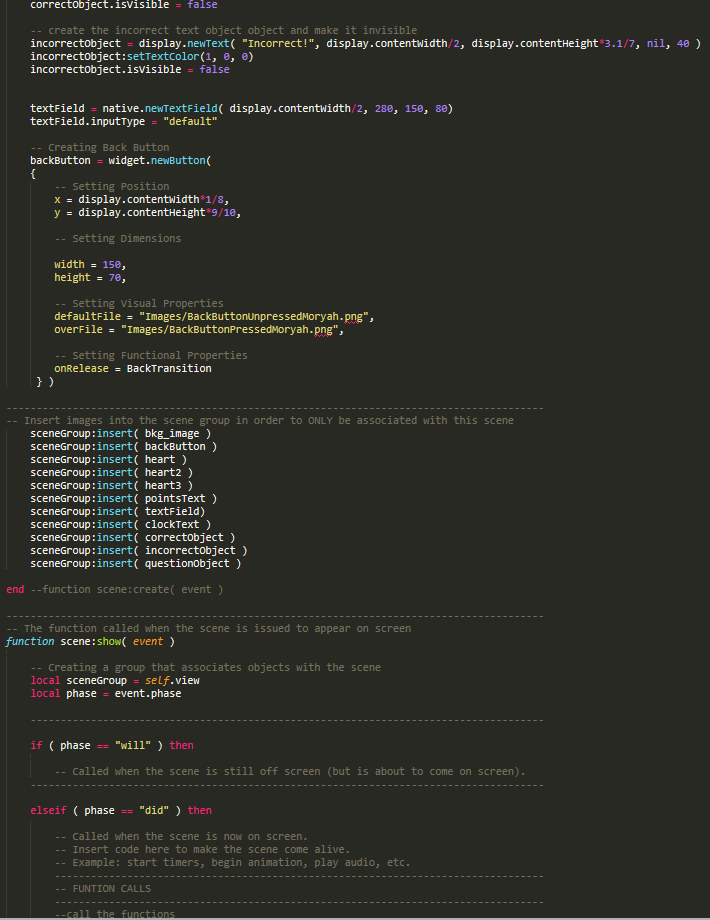 correctObject.isVisible = false
-- create the incorrect text object object and make it invisible
incorrectObject = display.newText( "Incorrect!", display.contentWidth/2, display.contentHeight*3.1/7, nil, 40 )
incorrectObject:setTextColor(1, 0, 0)
incorrectObject.isVisible = false
textField = native.newTextField( display.contentWidth/2, 280, 150, 80)
textField.inputType = "default"
-- Creating Back Button
backButton = widget.newButton(
{
-- Setting Position
x = display.contentWidth*1/8,
y = display.contentHeight*9/10,
-- Setting Dimensions
width = 150,
height = 70,
-- Setting Visual Properties
defaultFile = "Images/BackButtonUnpressedMoryah.png",
overFile = "Images/BackButtonPressedMoryah.png",
-- Setting Functional Properties
onRelease = BackTransition
} )
-----------------------------------------------------------------------------------------
-- Insert images into the scene group in order to ONLY be associated with this scene
sceneGroup:insert( bkg_image )
sceneGroup:insert( backButton )
sceneGroup:insert( heart )
sceneGroup:insert( heart2 )
sceneGroup:insert( heart3 )
sceneGroup:insert( pointsText )
sceneGroup:insert( textField)
sceneGroup:insert( clockText )
sceneGroup:insert( correctObject )
sceneGroup:insert( incorrectObject )
sceneGroup:insert( questionObject )
end --function scene:create( event )
-----------------------------------------------------------------------------------------
-- The function called when the scene is issued to appear on screen
function scene:show( event )
-- Creating a group that associates objects with the scene
local sceneGroup = self.view
local phase = event.phase
-------------------------------------------------------------------------------------
if ( phase == "will" ) then
-- Called when the scene is still off screen (but is about to come on screen).
-------------------------------------------------------------------------------------
elseif ( phase == "did" ) then
-- Called when the scene is now on screen.
-- Insert code here to make the scene come alive.
-- Example: start timers, begin animation, play audio, etc.
---------------------------------------------------------------------------------
-- FUNTION CALLS
---------------------------------------------------------------------------------
--call the functions